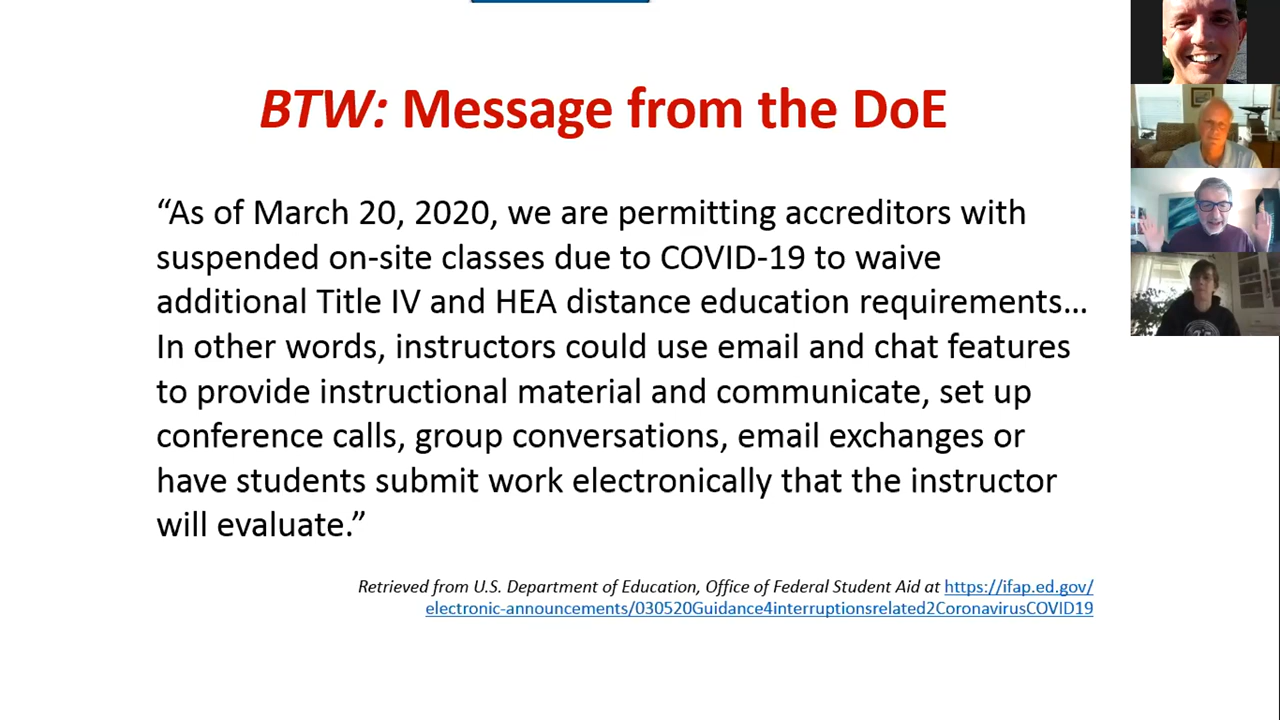 BTW: Message from the DoE
“As of March 20, 2020, we are permitting accreditors with
suspended on-site classes due to COVID-19 to waive
additional Title IV and HEA distance education requirements…
In other words, instructors could use email and chat features
to provide instructional material and communicate, set up
conference calls, group conversations, email exchanges or
have students submit work electronically that the instructor
will evaluate.”
Retrieved from U.S. Department of Education, Office of Federal Student Aid at https://ifap.ed.gov/
electronic-announcements/030520Guidance4interruptionsrelated2CoronavirusCOVID19